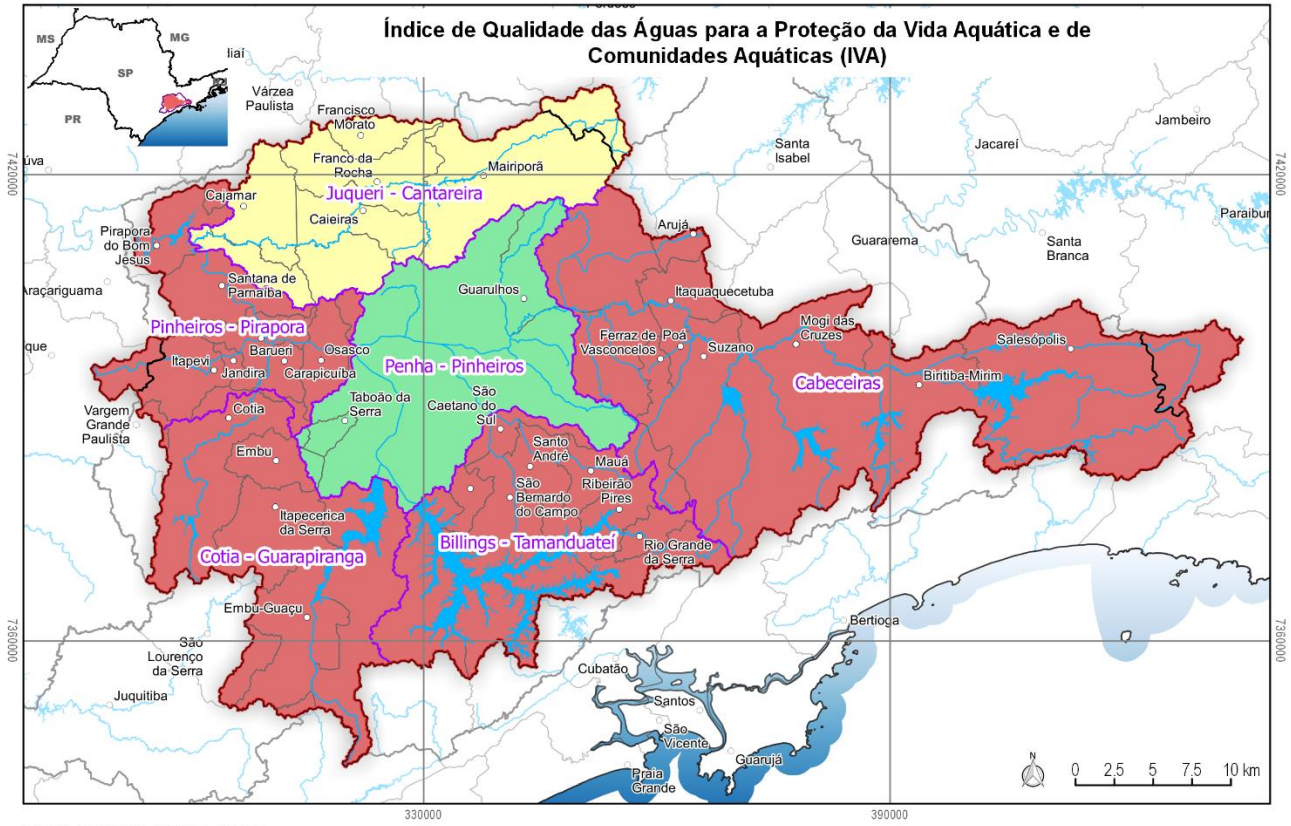 Índice de Qualidade das Águas para a Proteção da Vida Aquática e de
Comunidades Aquáticas (IVA)
MS
MG
SP
PR
liaí
Várzea
Paulista
Francisco
Morato
Franco da
Rocha
Mairiporã
Santa
Isabel
Jacareí
Jambeiro
7420000
7420000
Juqueri - Cantareira
Cajamar
Caieiras
Pirapora
do Bom
Jesus
Arujá
Guararema
Santa
Branca
Paraibur
Araçariguama
Santana de
Parnaíba
Guarulhos
Itaquaquecetuba
Pinheiros - Pirapora
Itapevi
Barueri
Osasco
Jandira
Carapicuíba
Penha - Pinheiros
Ferraz de
Vasconcelos
Poá
Suzano
Mogi das
Cruzes
Salesópolis
Biritiba-Mirim
Cabeceiras
que
Vargem
Grande
Paulista
Cotia
Taboão da
Serra
São
Caetano do
Sul
Embu
Santo
André
Mauá
Ribeirão
Pires
São
Bernardo
do Campo
Itapecerica
da Serra
Cotia - Guarapiranga
Billings - Tamanduateí
Rio Grande
da Serra
Embu-Guaçu
Bertioga
7360000
7360000
São
Lourenço
da Serra
Juquitiba
Cubatão
Santos
São
Vicente
Guarujá
Praia
Grande
N
0 2.5 5 7.5 10 km
330000
390000